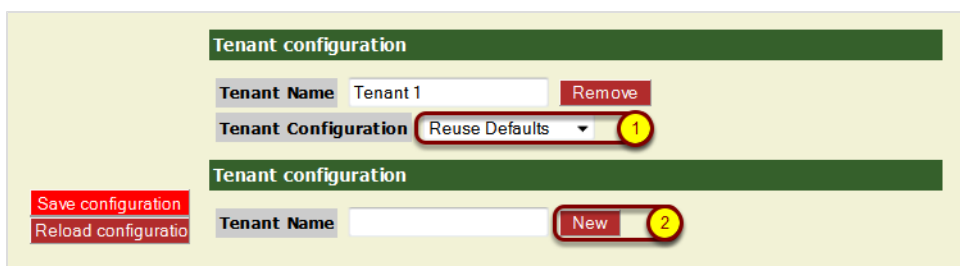 Tenant configuration
Tenant Name Tenant 1 Remove
Tenant Configuration Reuse Defaults 1
Tenant configuration
Save configuration
Reload configuratio
Tenant Name New 2